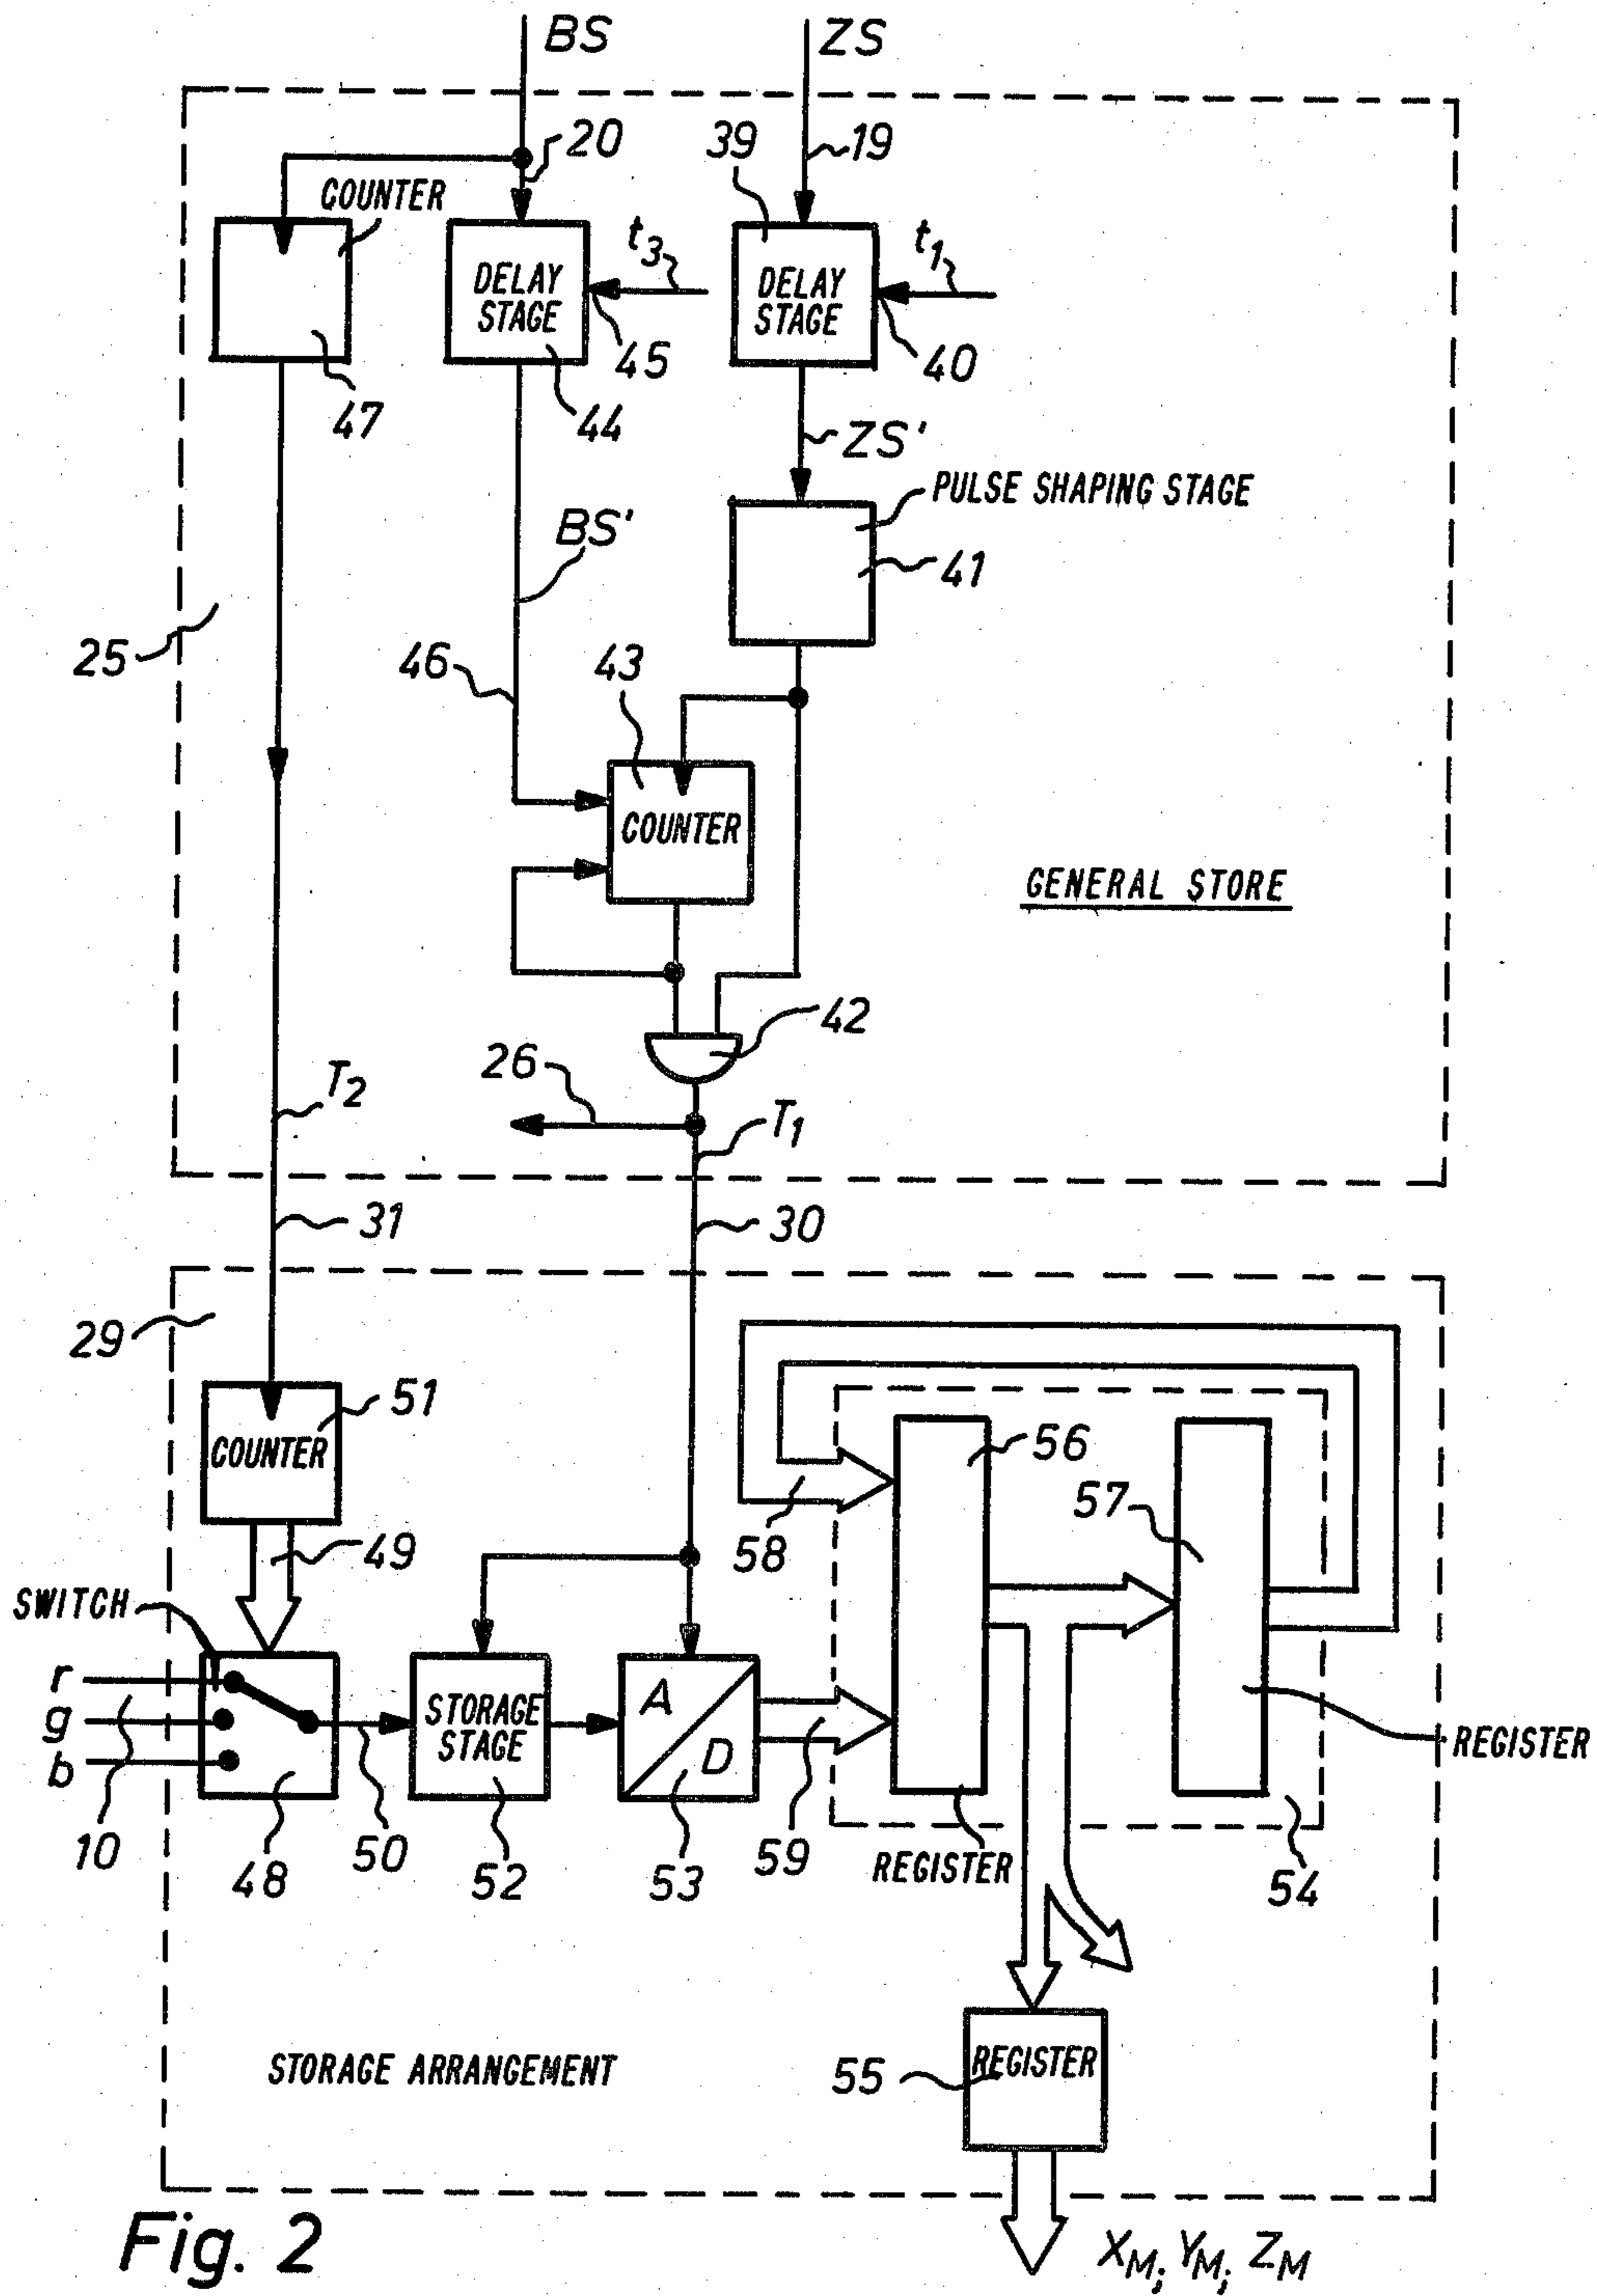 BS ZS
20 39 19
COUNTER
t3 t1
DELAY STAGE
DELAY STAGE
45 40
47 44
ZS'
PULSE SHAPING STAGE
BS'
41
25 46 43
COUNTER
GENERAL STORE
42
26
T2 T1
31 30
29
51
COUNTER
56
57
49 58
SWITCH
r
g
b
STORAGE STAGE
A
D
REGISTER
10 48 50 52 53 59
REGISTER
54
55
REGISTER
STORAGE ARRANGEMENT
Fig. 2
XM; YM; ZM